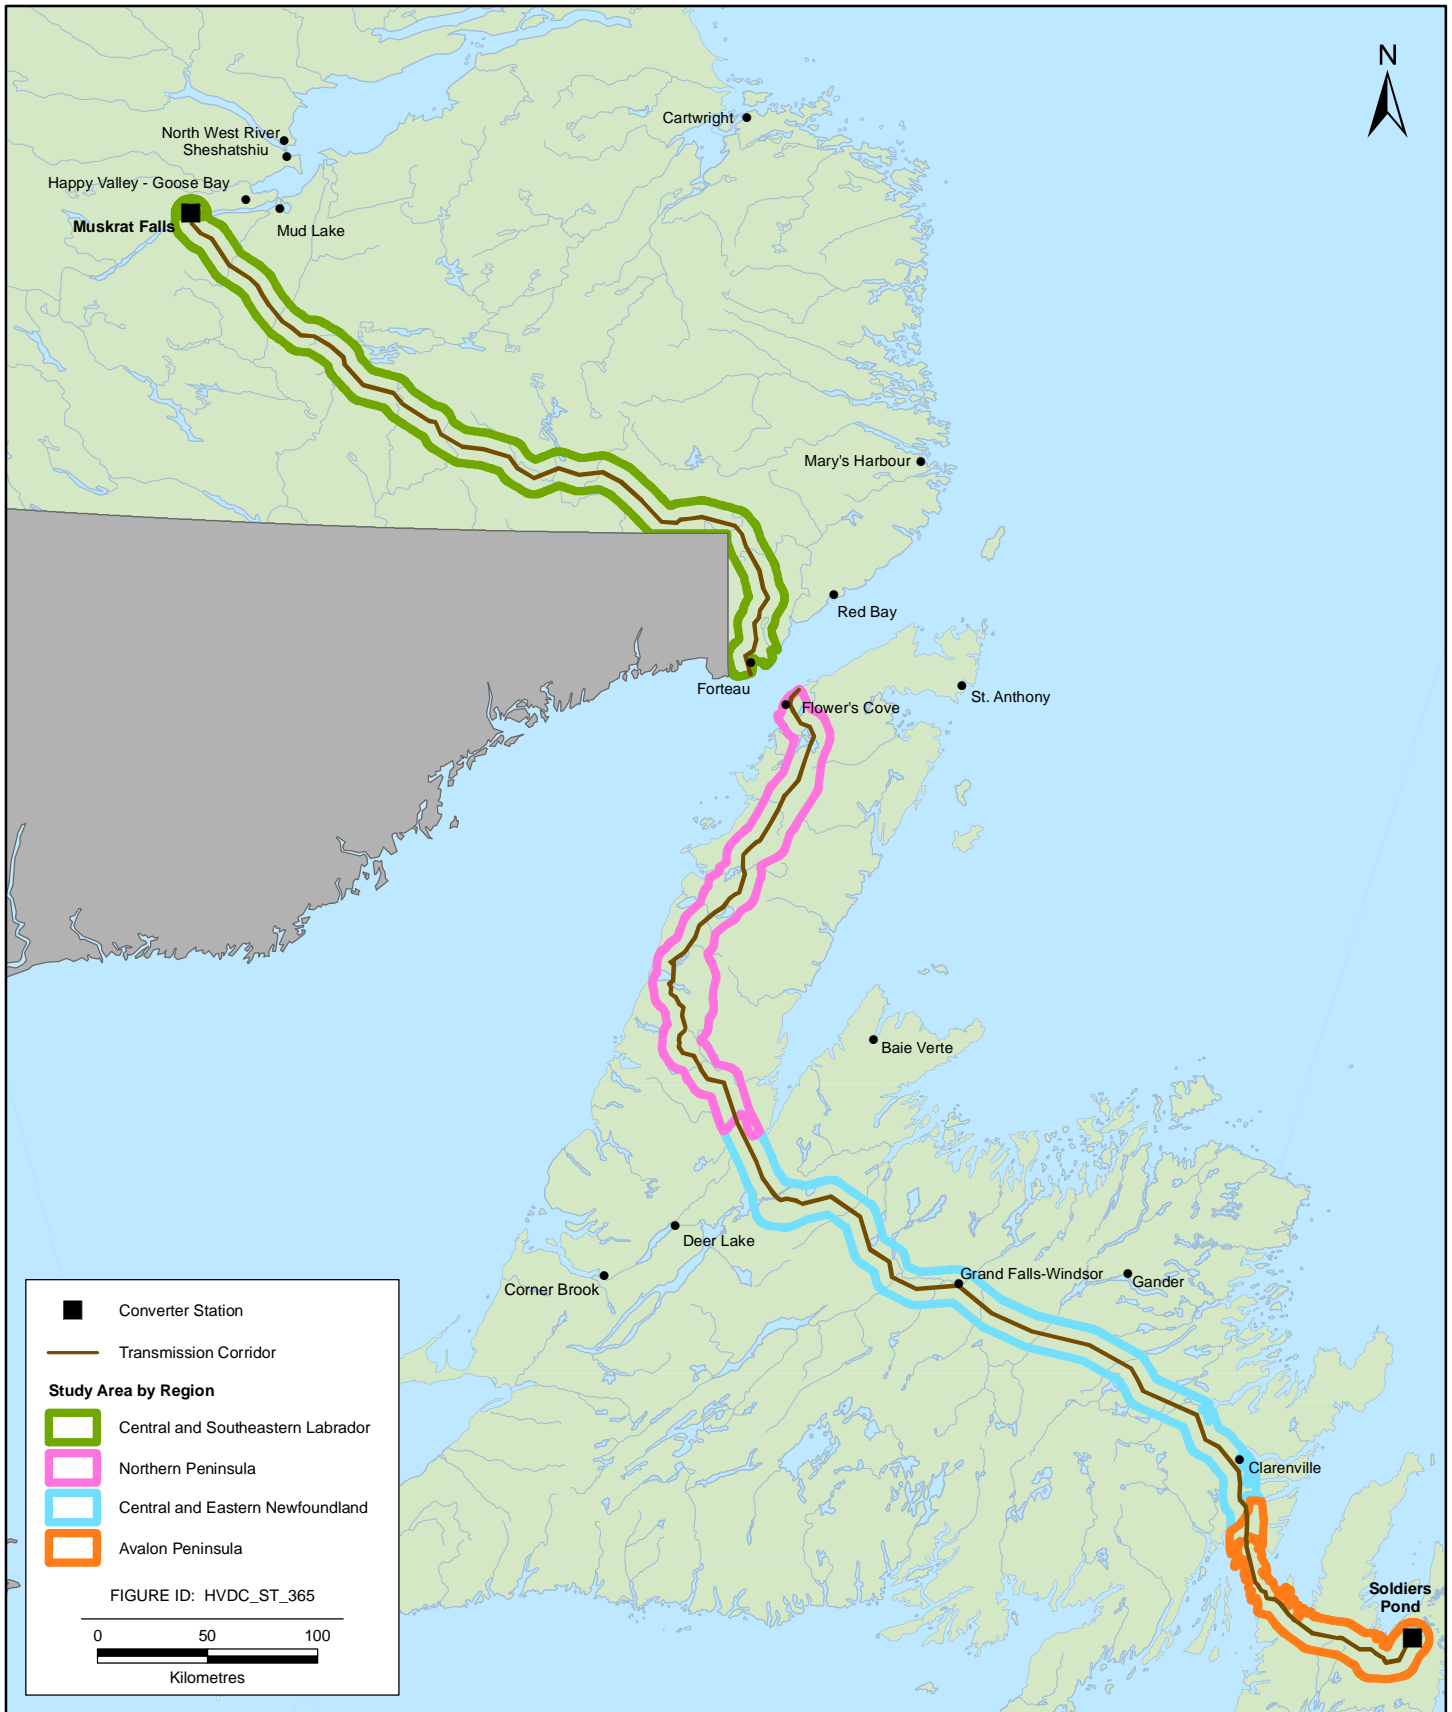 N
Cartwright
North West River
Sheshatshiu
Happy Valley - Goose Bay
Muskrat Falls
Mud Lake
Mary's Harbour
Red Bay
Forteau
St. Anthony
Flower's Cove
Baie Verte
Deer Lake
Corner Brook
Grand Falls-Windsor
Gander
Clarenville
Soldiers
Pond
Converter Station
Transmission Corridor
Study Area by Region
Central and Southeastern Labrador
Northern Peninsula
Central and Eastern Newfoundland
Avalon Peninsula
FIGURE ID: HVDC_ST_365
0 50 100
Kilometres